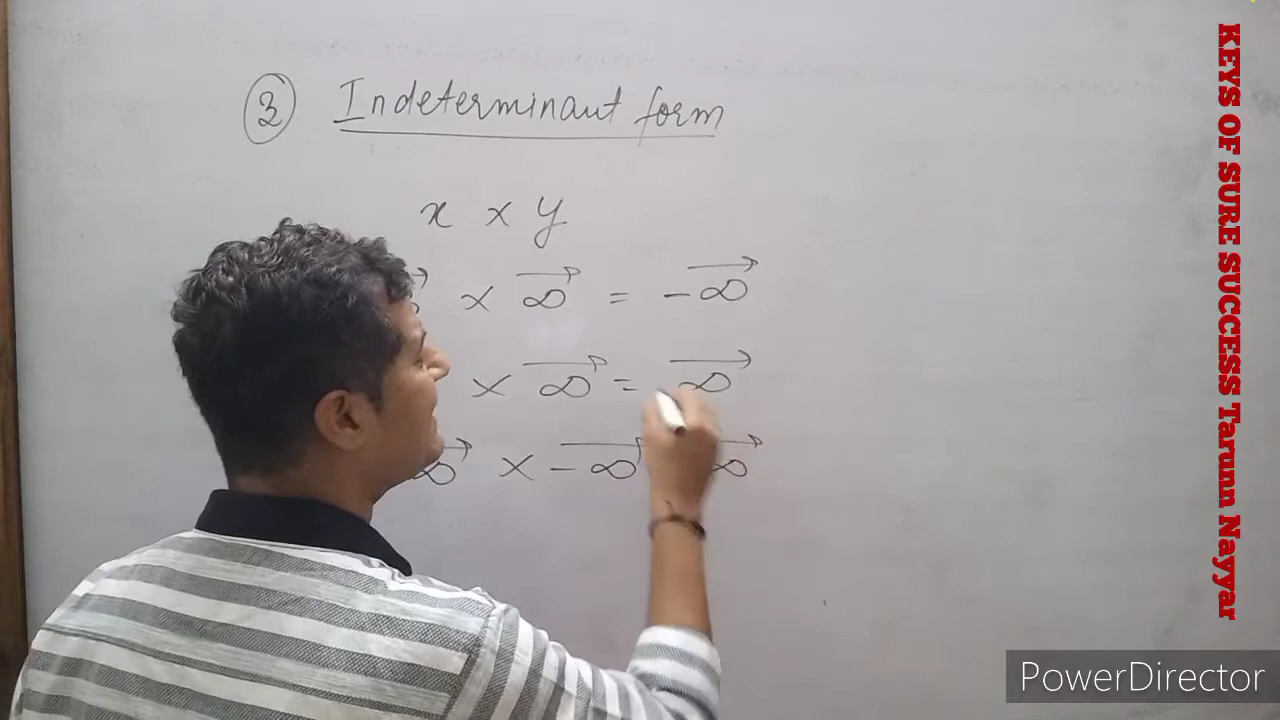 3 Indeterminaut form
x × y
× ∞ = -∞
× ∞ = ∞
∞ × -∞ ∞
KEYS OF SURE SUCCESS Tarunn Nayyar
PowerDirector